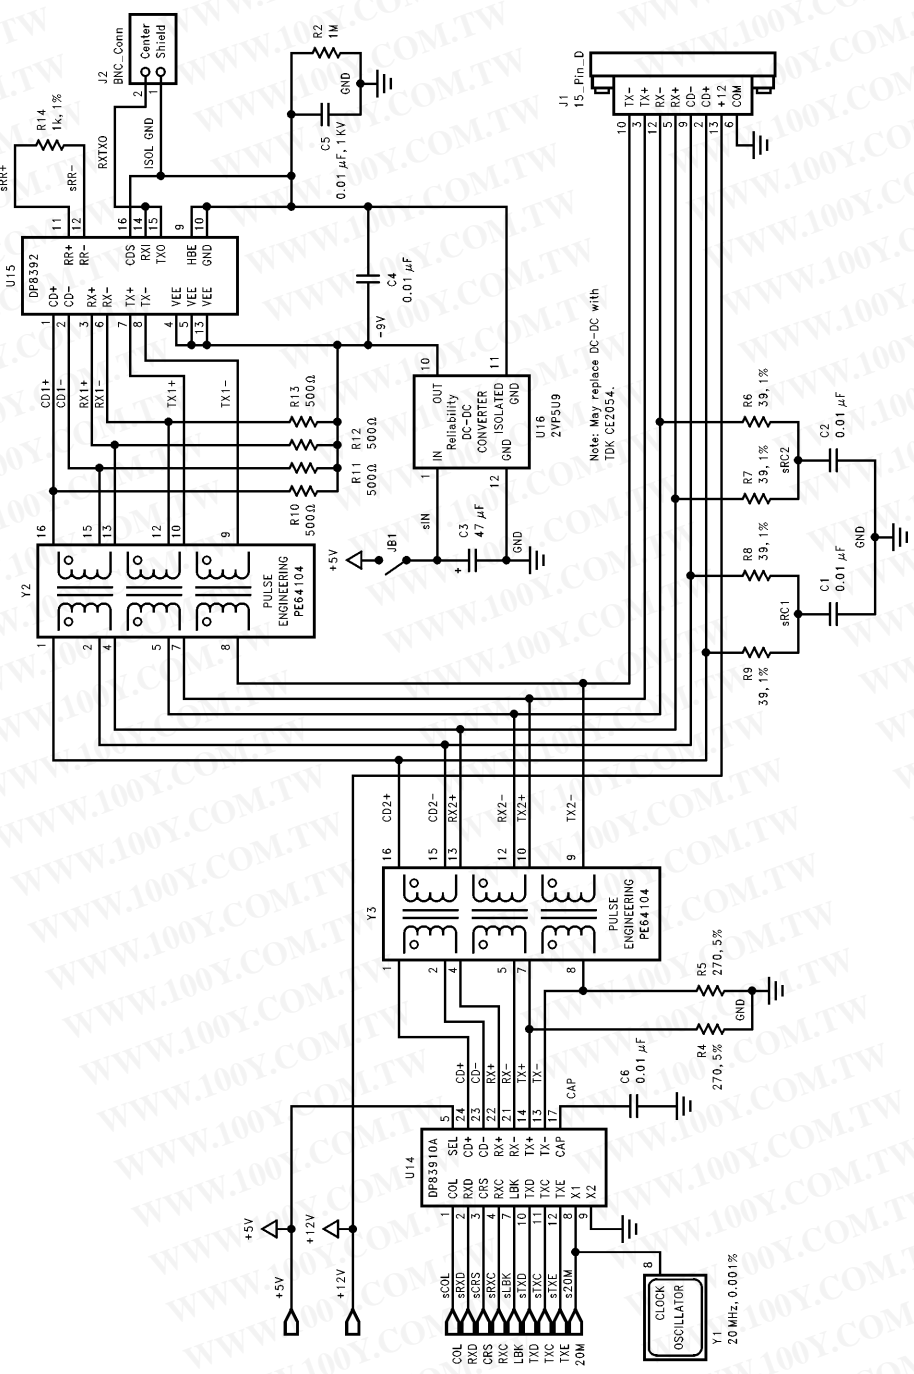 J2
BNC_Conn
Center
Shield
2
1
RXTXO
ISOL GND
R14
1k, 1%
sRR+
sRR-
11
12
16
14
15
9
10
U15
DP8392
RR+
RR-
CDS
RXI
TXO
HBE
GND
CD+
CD-
RX+
RX-
TX+
TX-
VEE
VEE
VEE
1
2
3
6
7
8
4
5
13
R2
1M
GND
C5
0.01 µF, 1 KV
C4
0.01 µF
-9V
CD1+
CD1-
RX1+
RX1-
TX1+
TX1-
R13
500Ω
R12
500Ω
R11
500Ω
R10
500Ω
10
11
OUT
Reliability
DC-DC
CONVERTER
IN
ISOLATED
GND
GND
U16
2VP5U9
1
12
sIN
+5V
JB1
C3
47 µF
+
GND
Note: May replace DC-DC with
TDK CE2054.
J1
15_Pin_D
TX-
TX+
RX-
RX+
CD-
CD+
+12
COM
10
3
12
5
9
2
13
6
R6
39, 1%
R7
39, 1%
R8
39, 1%
R9
39, 1%
sRC2
sRC1
C2
0.01 µF
C1
0.01 µF
GND
16
15
13
12
10
9
Y2
PULSE
ENGINEERING
PE64104
1
2
4
5
7
8
CD2+
CD2-
RX2+
RX2-
TX2+
TX2-
16
15
13
12
10
9
Y3
PULSE
ENGINEERING
PE64104
1
2
4
5
7
8
R5
270, 5%
R4
270, 5%
GND
CD+
CD-
RX+
RX-
TX+
TX-
CAP
C6
0.01 µF
5
24
23
22
21
14
13
17
U14
DP83910A
SEL
CD+
CD-
RX+
RX-
TX+
TX-
CAP
COL
RXD
CRS
RXC
LBK
TXD
TXC
TXE
X1
X2
1
2
3
4
7
10
11
12
8
9
+5V
+12V
+5V
+12V
sCOL
sRXD
sCRS
sRXC
sLBK
sTXD
sTXC
sTXE
s20M
COL
RXD
CRS
RXC
LBK
TXD
TXC
TXE
20M
8
CLOCK
OSCILLATOR
Y1
20 MHz, 0.001%
WWW.100Y.COM.TW